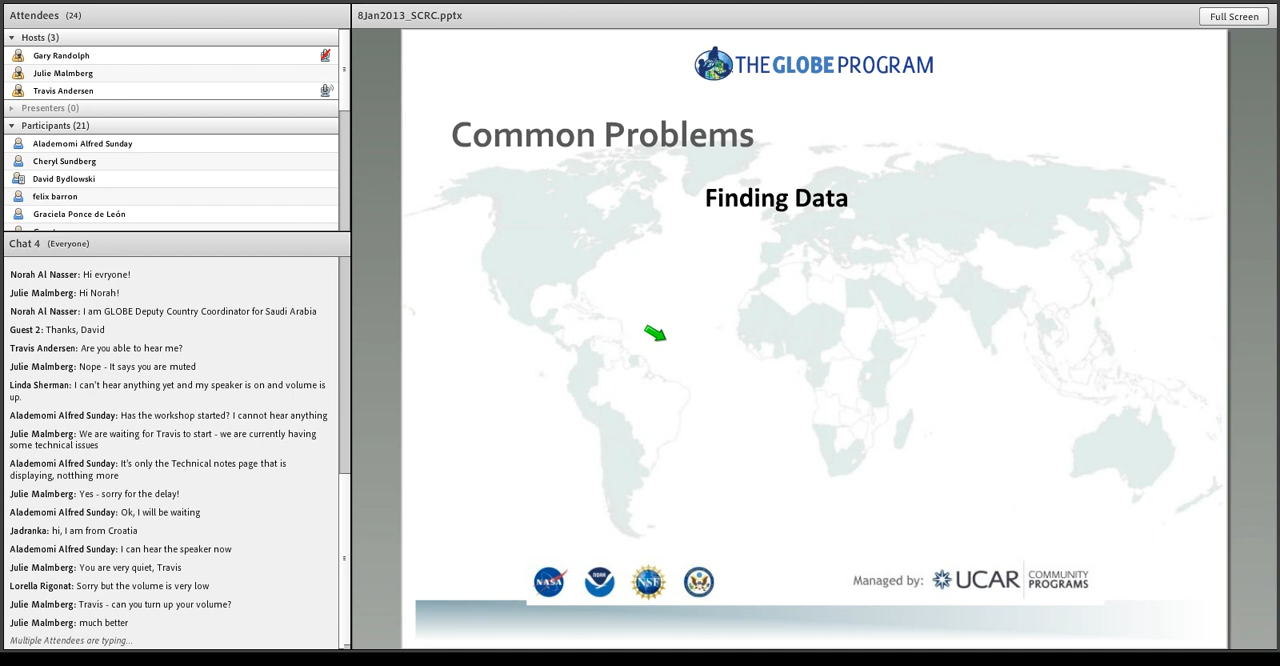 Attendees (24)
Hosts (3)
Gary Randolph
Julie Malmberg
Travis Andersen
Presenters (0)
Participants (21)
Alademomi Alfred Sunday
Cheryl Sundberg
David Bydlowski
felix barron
Graciela Ponce de León
Chat 4 (Everyone)
Norah Al Nasser: Hi evryone!
Julie Malmberg: Hi Norah!
Norah Al Nasser: I am GLOBE Deputy Country Coordinator for Saudi Arabia
Guest 2: Thanks, David
Travis Andersen: Are you able to hear me?
Julie Malmberg: Nope - It says you are muted
Linda Sherman: I can't hear anything yet and my speaker is on and volume is
up.
Alademomi Alfred Sunday: Has the workshop started? I cannot hear anything
Julie Malmberg: We are waiting for Travis to start - we are currently having
some technical issues
Alademomi Alfred Sunday: It's only the Technical notes page that is
displaying, notthing more
Julie Malmberg: Yes - sorry for the delay!
Alademomi Alfred Sunday: Ok, I will be waiting
Jadranka: hi, I am from Croatia
Alademomi Alfred Sunday: I can hear the speaker now
Julie Malmberg: You are very quiet, Travis
Lorella Rigonat: Sorry but the volume is very low
Julie Malmberg: Travis - can you turn up your volume?
Julie Malmberg: much better
Multiple Attendees are typing...
8Jan2013_SCRC.pptx
Full Screen
THE GLOBE PROGRAM
Common Problems
Finding Data
NASA
NOAA
NSF
Managed by:
UCAR
COMMUNITY
PROGRAMS